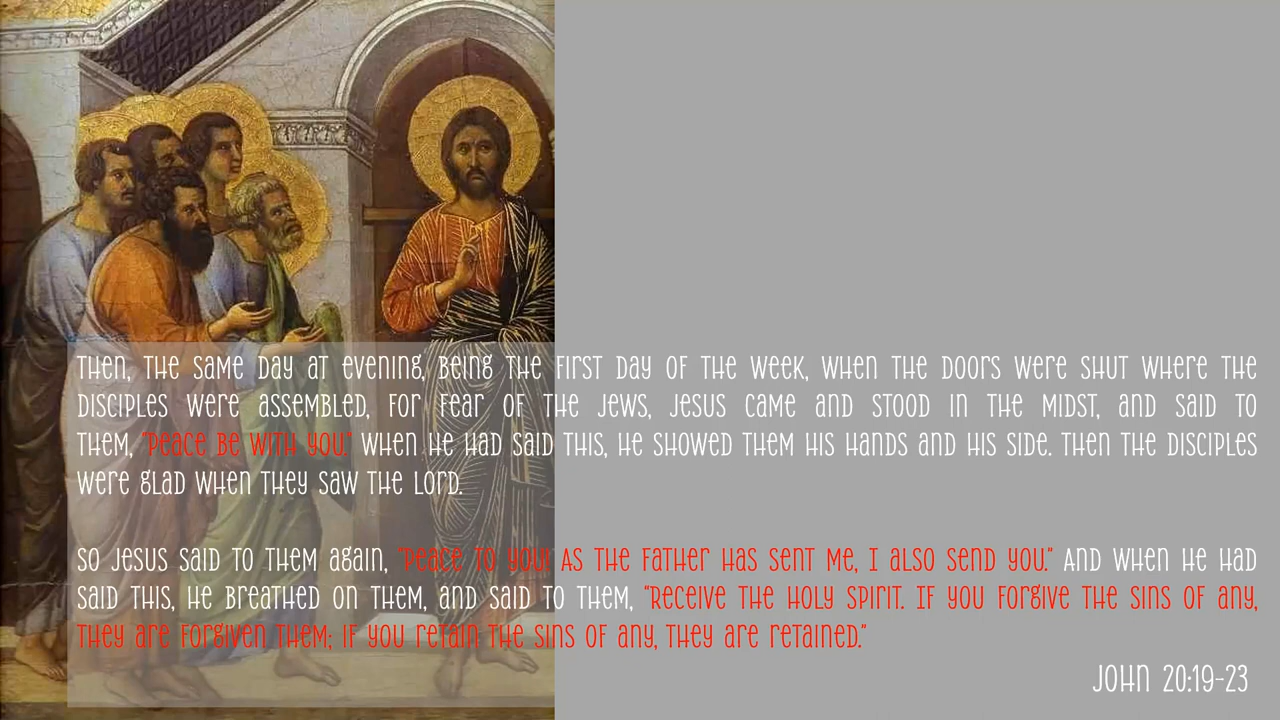 Then, the same day at evening, being the first day of the week, when the doors were shut where the
disciples were assembled, for fear of the Jews, Jesus came and stood in the midst, and said to
them, "Peace be with you." When He had said this, He showed them His hands and His side. Then the disciples
were glad when they saw the Lord.
So Jesus said to them again, "Peace to you! As the Father has sent Me, I also send you." And when He had
said this, He breathed on them, and said to them, "Receive the Holy Spirit. If you forgive the sins of any,
they are forgiven them; if you retain the sins of any, they are retained."
John 20:19-23